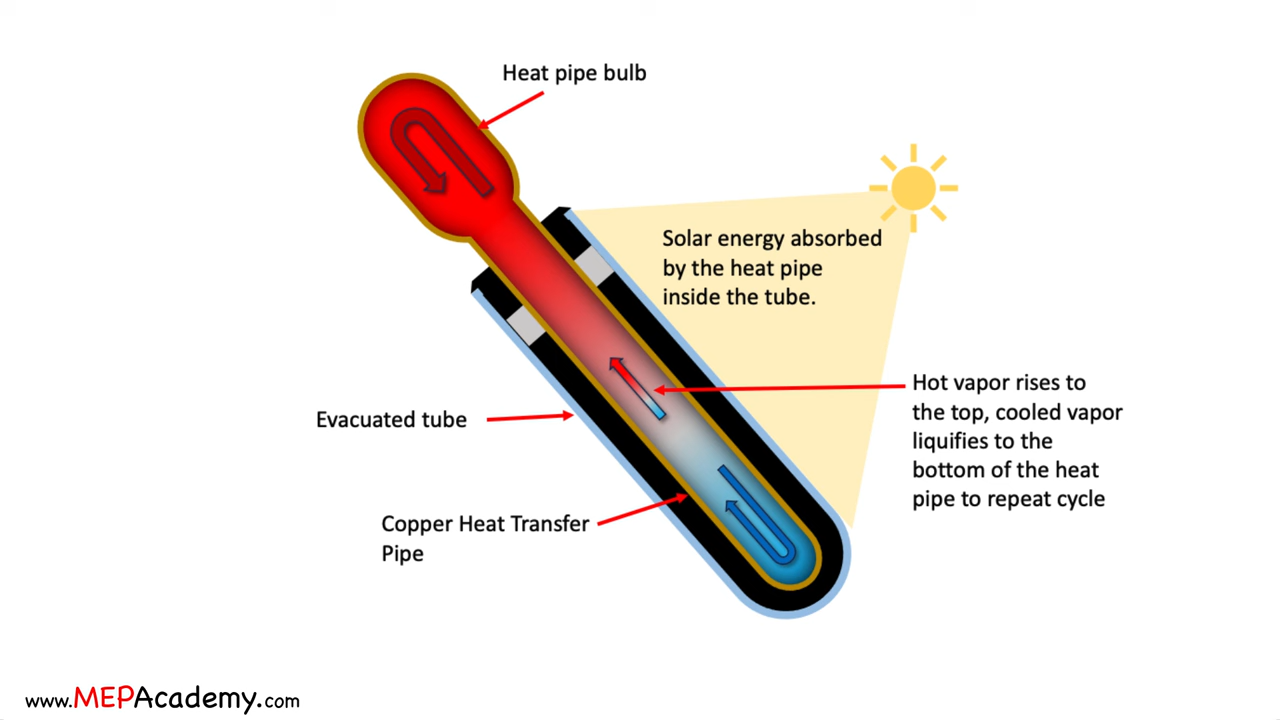 Heat pipe bulb
Solar energy absorbed
by the heat pipe
inside the tube.
Hot vapor rises to
the top, cooled vapor
liquifies to the
bottom of the heat
pipe to repeat cycle
Evacuated tube
Copper Heat Transfer
Pipe
www.MEPAcademy.com